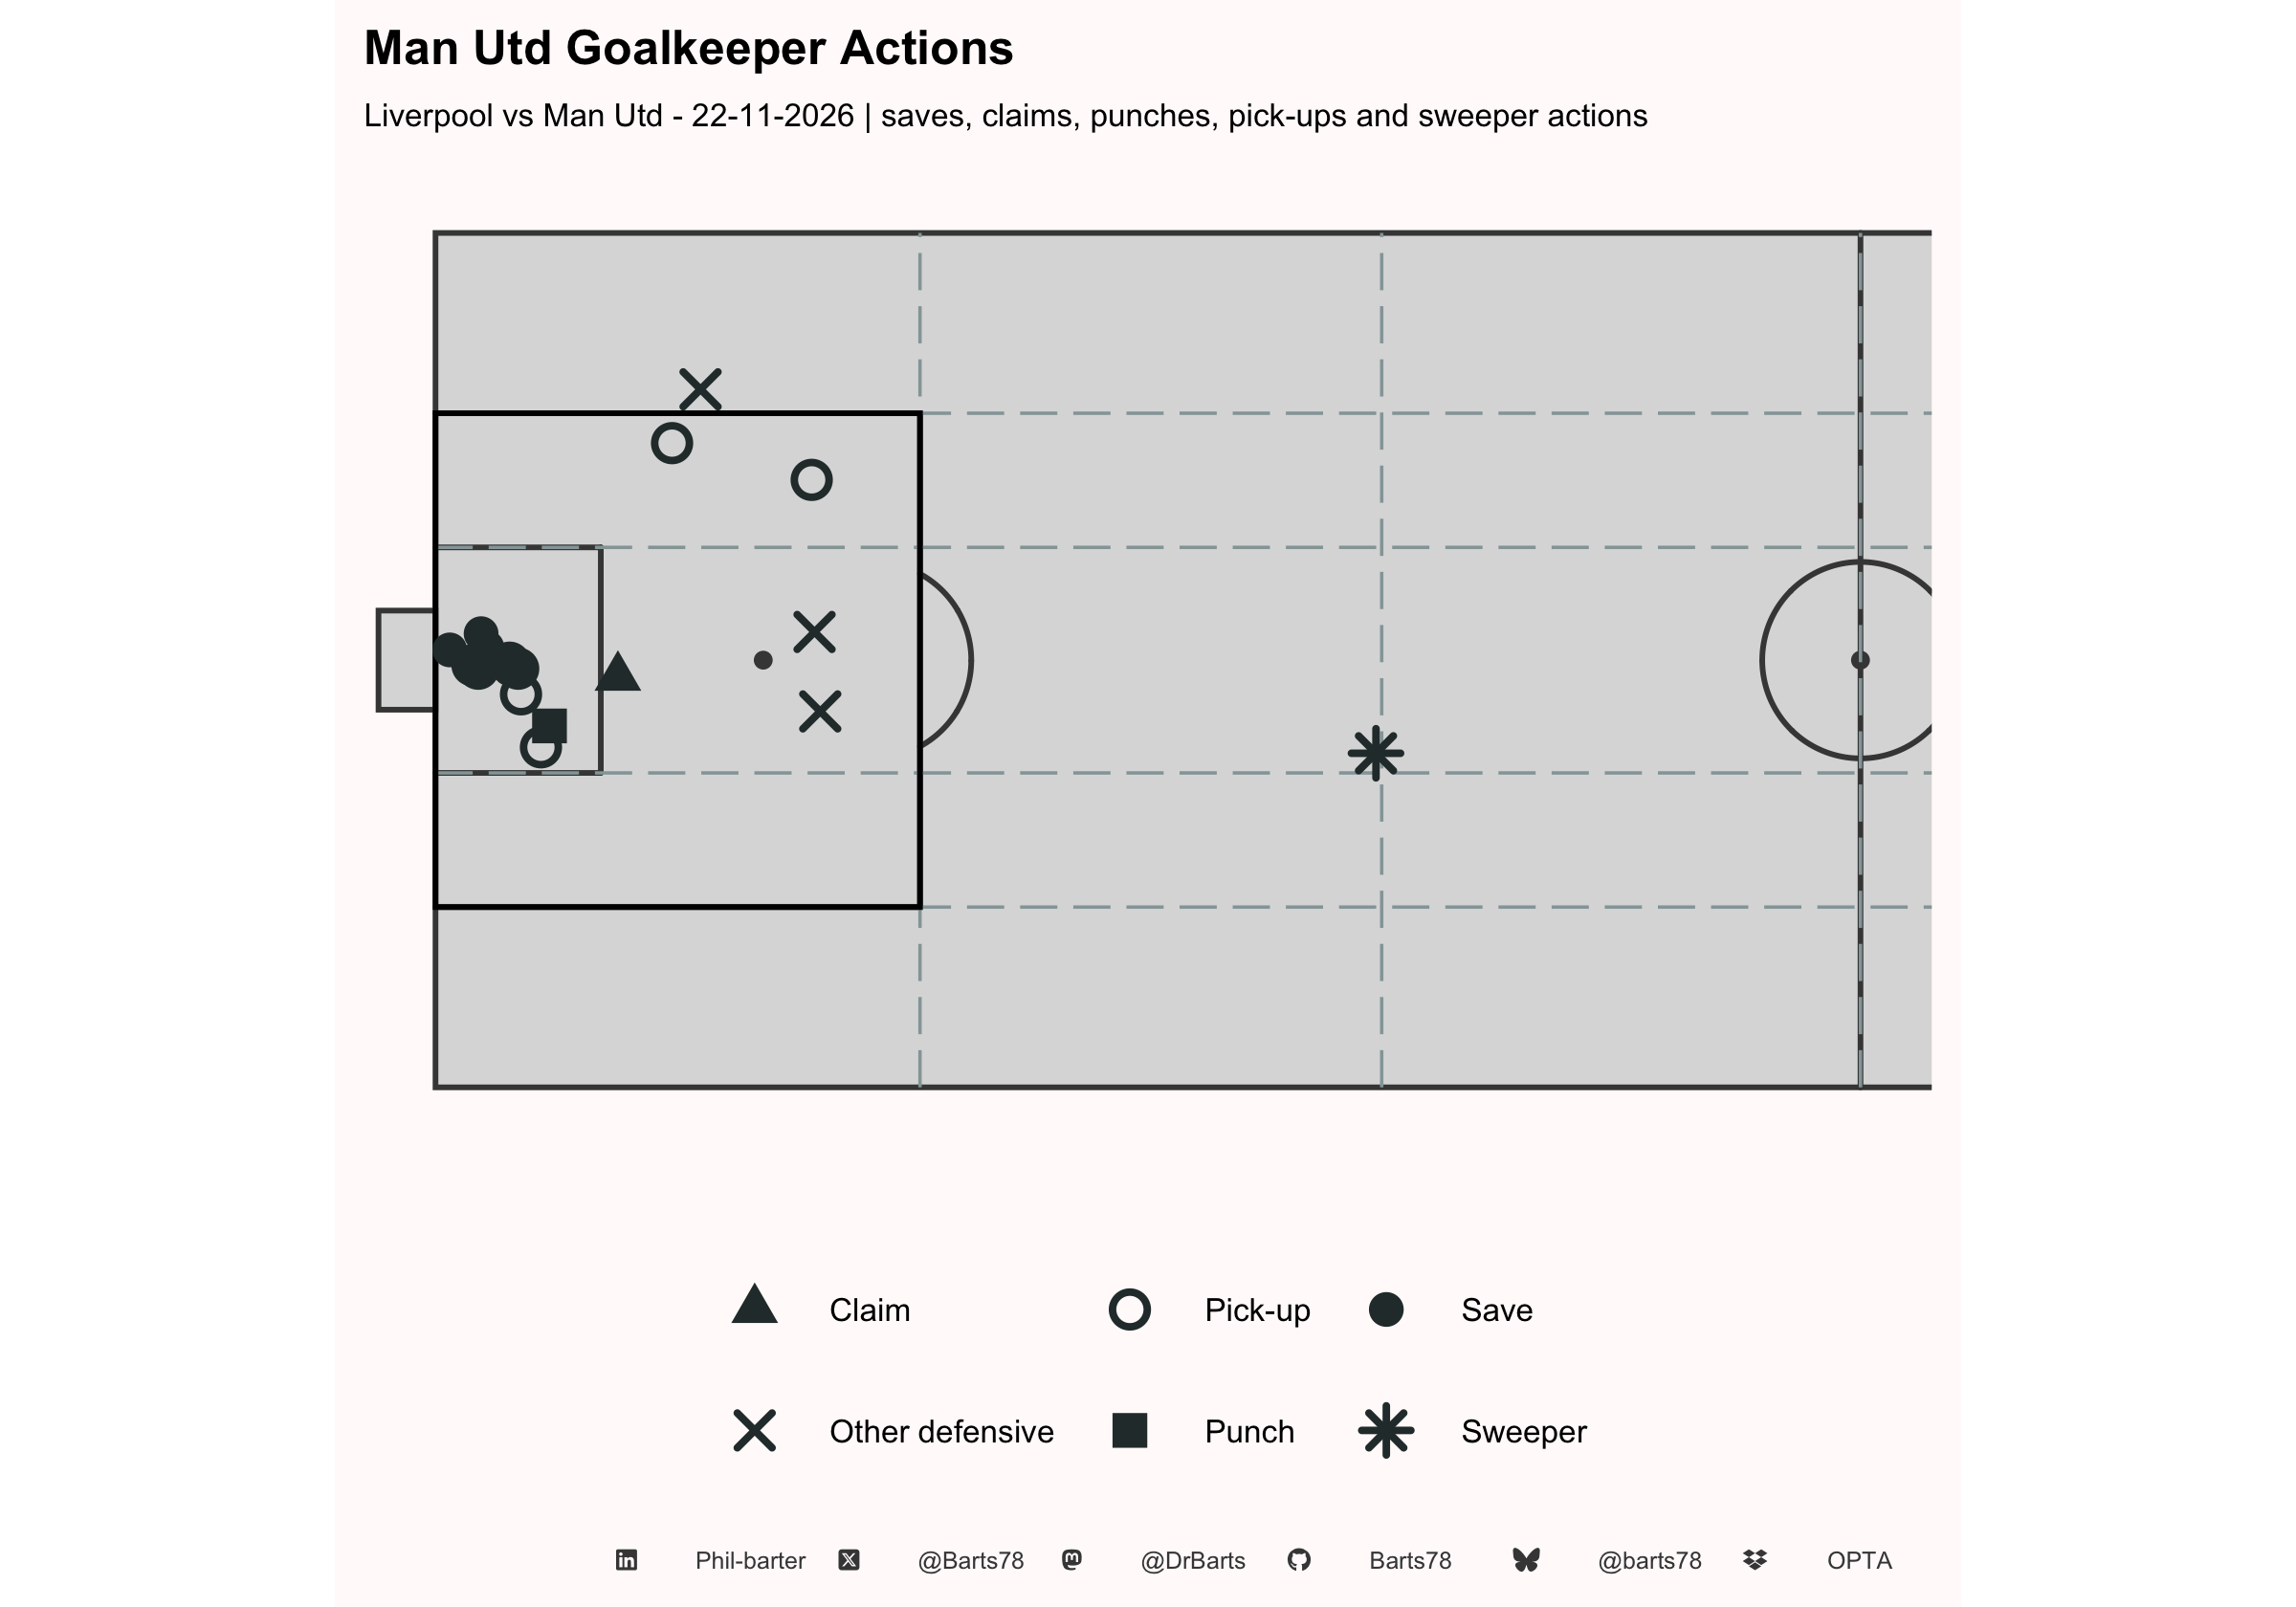 Man Utd Goalkeeper Actions
Liverpool vs Man Utd - 22-11-2026 | saves, claims, punches, pick-ups and sweeper actions
Claim Pick-up Save
Other defensive Punch Sweeper
Phil-barter @Barts78 @DrBarts Barts78 @barts78 OPTA